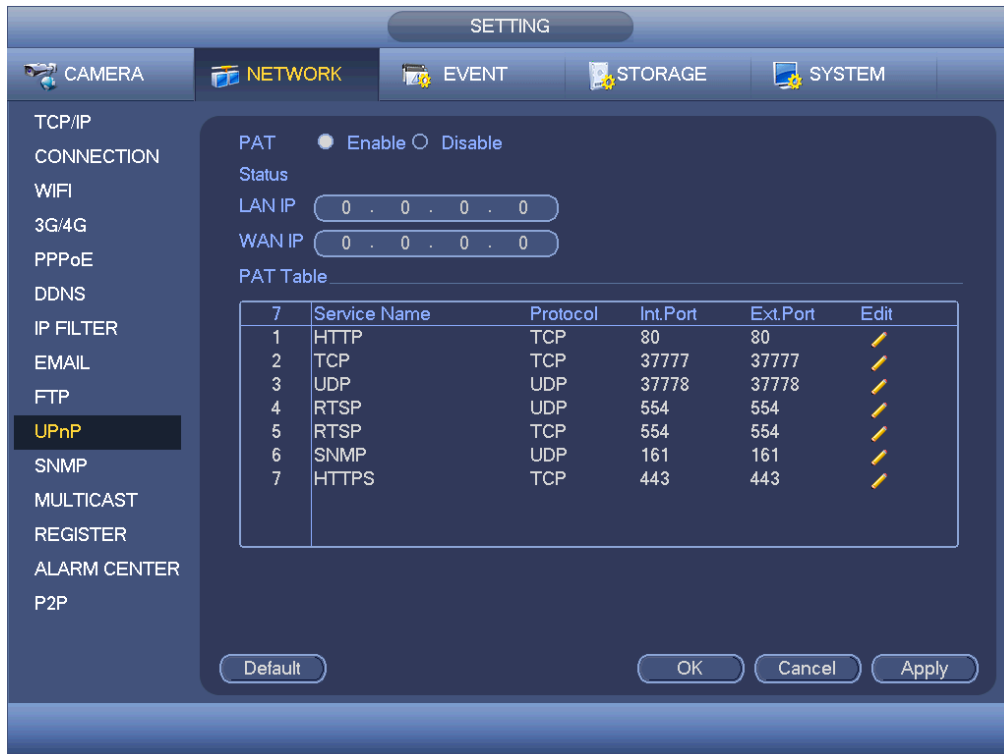 SETTING
CAMERA NETWORK EVENT STORAGE SYSTEM
TCP/IP
CONNECTION
WIFI
3G/4G
PPPoE
DDNS
IP FILTER
EMAIL
FTP
UPnP
SNMP
MULTICAST
REGISTER
ALARM CENTER
P2P
PAT Enable Disable
Status
LAN IP 0 . 0 . 0 . 0
WAN IP 0 . 0 . 0 . 0
PAT Table
7 Service Name Protocol Int.Port Ext.Port Edit
1 HTTP TCP 80 80
2 TCP TCP 37777 37777
3 UDP UDP 37778 37778
4 RTSP UDP 554 554
5 RTSP TCP 554 554
6 SNMP UDP 161 161
7 HTTPS TCP 443 443
Default OK Cancel Apply